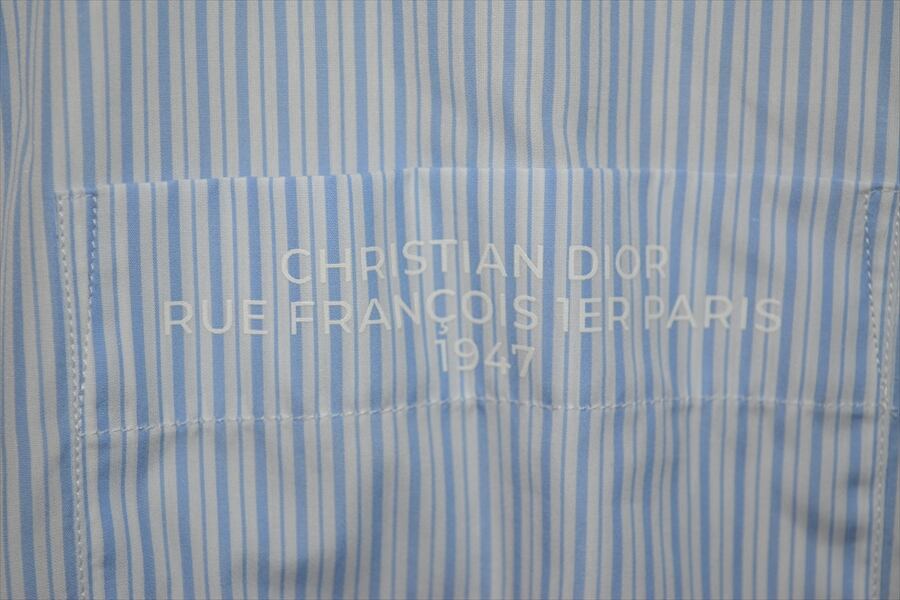 CHRISTIAN DIOR
RUE FRANÇOIS 1ER PARIS
1947